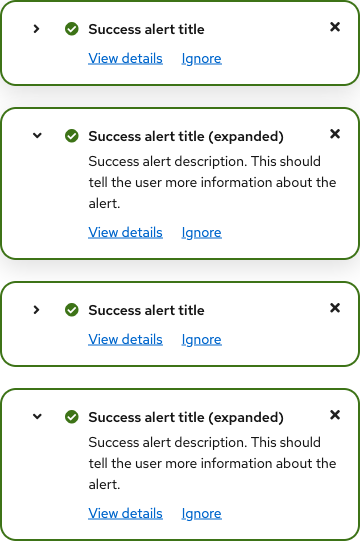 Success alert title
View details Ignore
Success alert title (expanded)
Success alert description. This should
tell the user more information about the
alert.
View details Ignore
Success alert title
View details Ignore
Success alert title (expanded)
Success alert description. This should
tell the user more information about the
alert.
View details Ignore